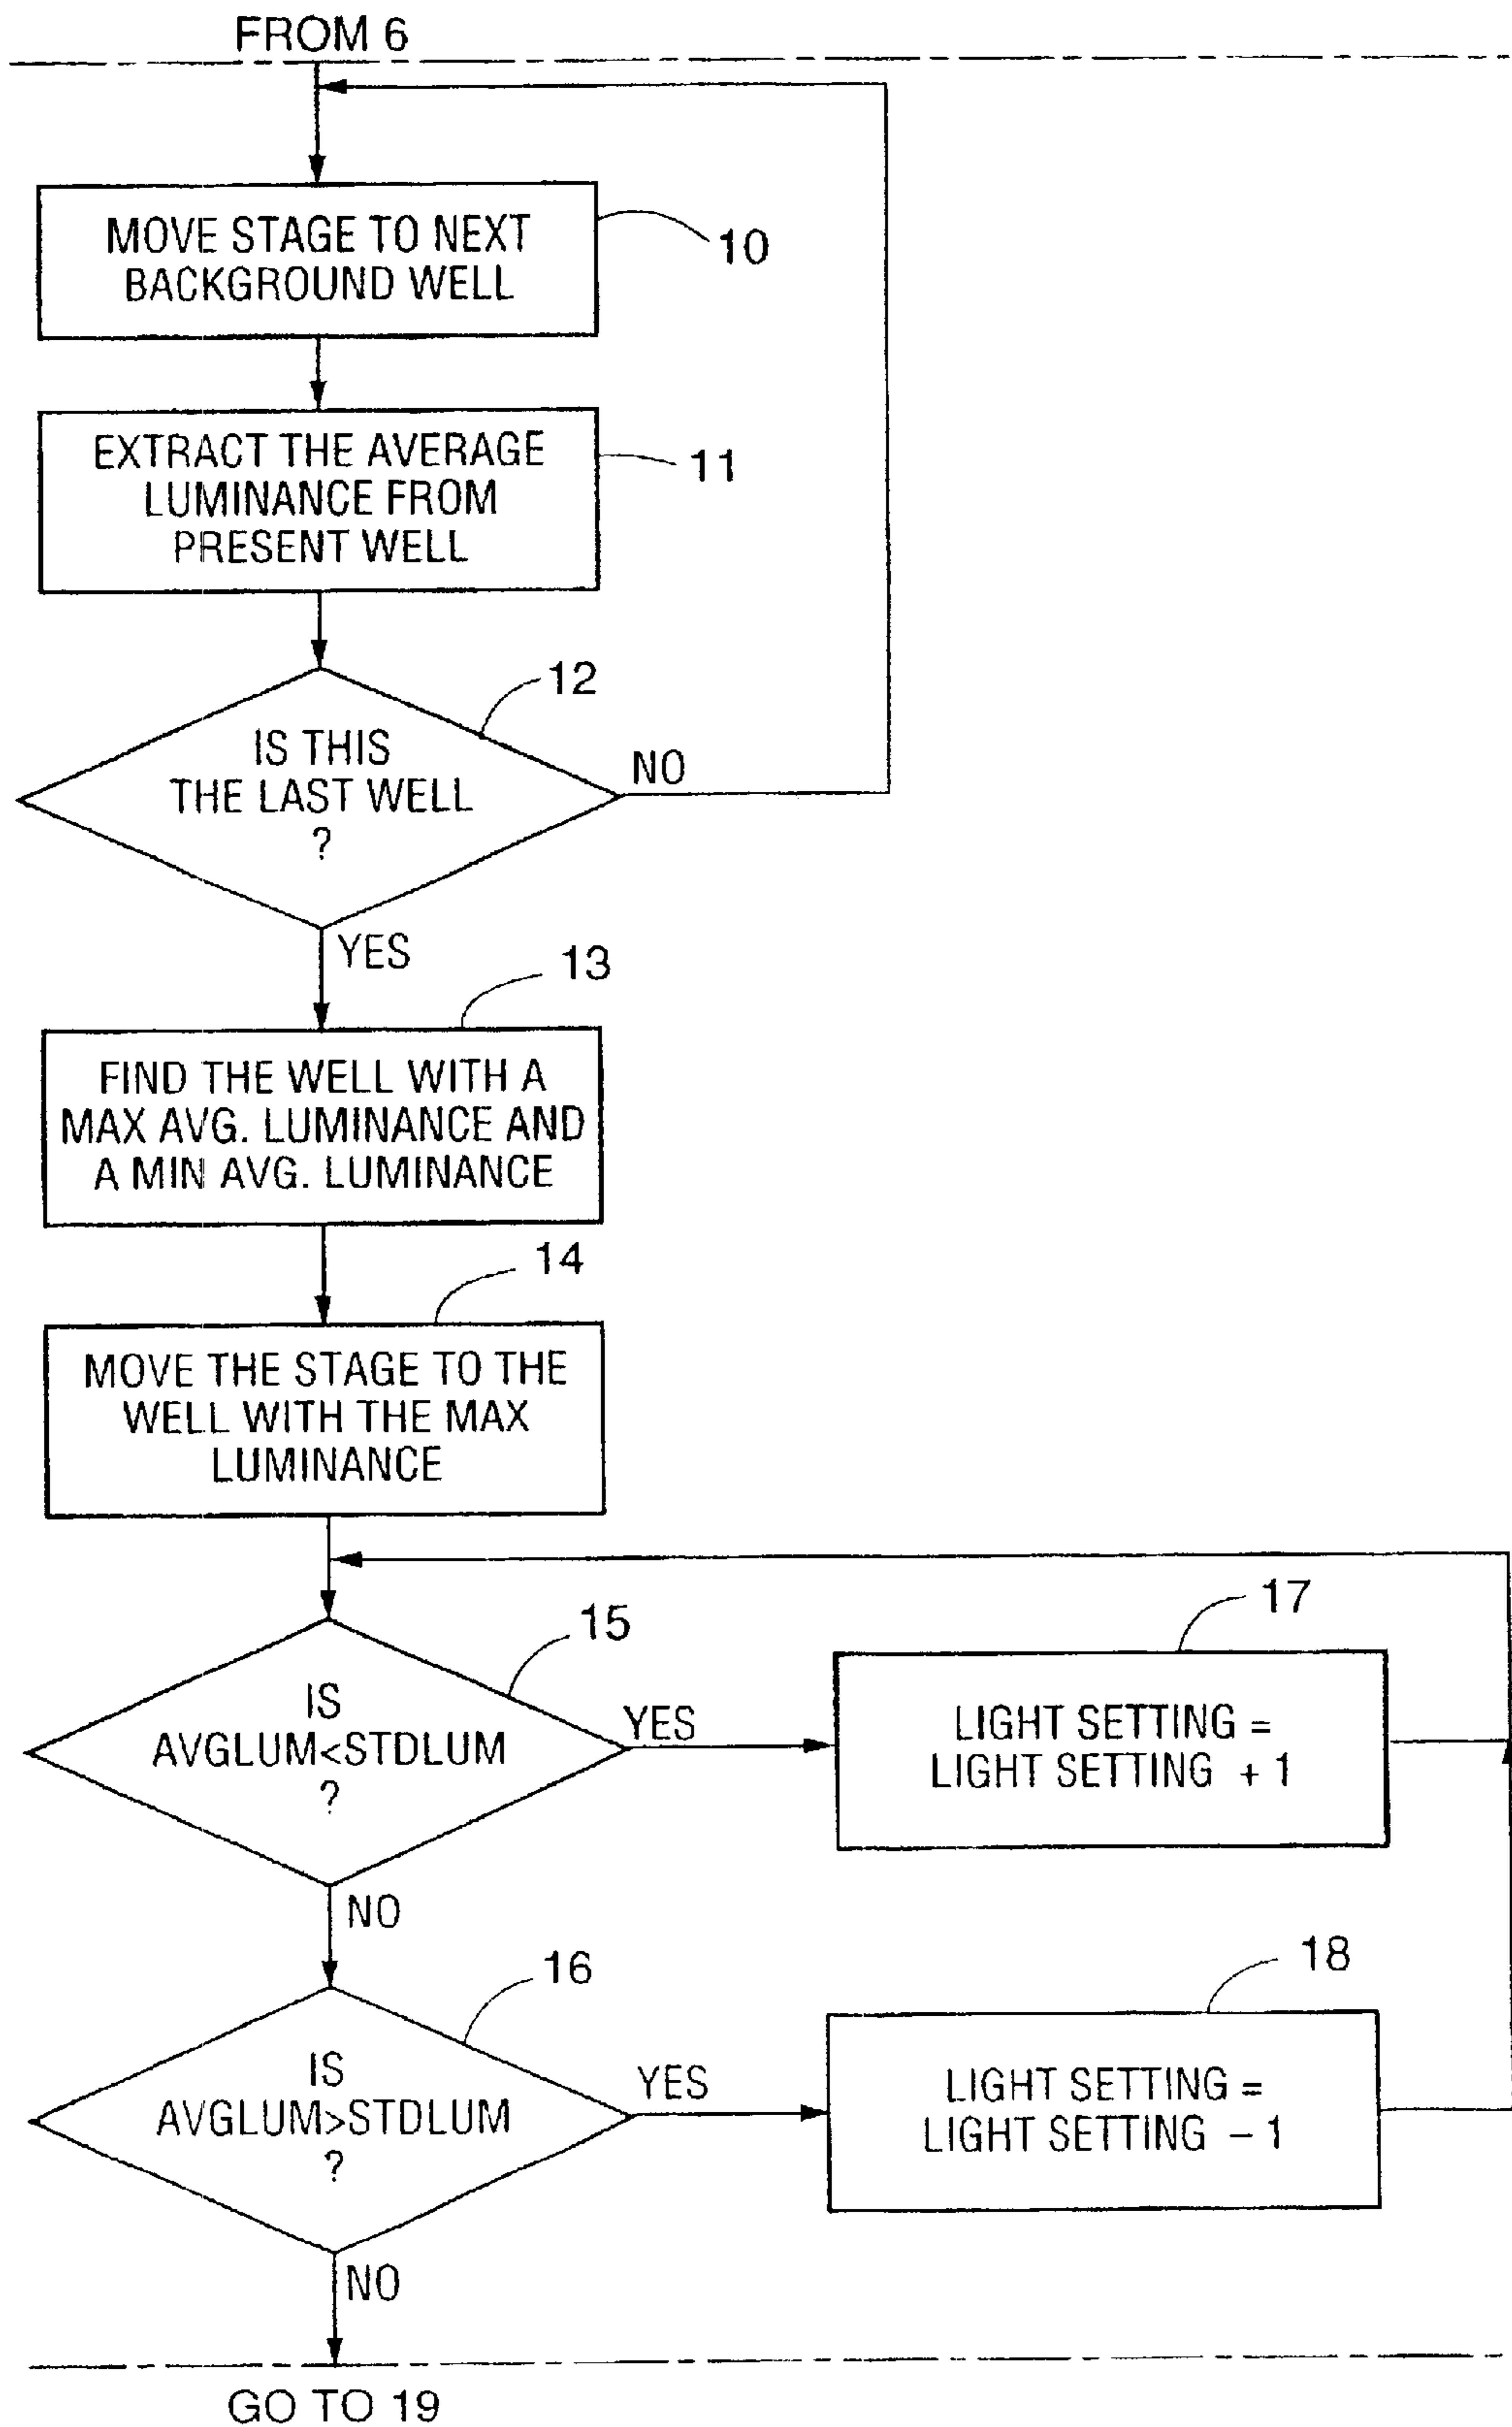 FROM 6
MOVE STAGE TO NEXT
BACKGROUND WELL
10
EXTRACT THE AVERAGE
LUMINANCE FROM
PRESENT WELL
11
12
IS THIS
THE LAST WELL
?
NO
YES
13
FIND THE WELL WITH A
MAX AVG. LUMINANCE AND
A MIN AVG. LUMINANCE
14
MOVE THE STAGE TO THE
WELL WITH THE MAX
LUMINANCE
15
IS
AVGLUM<STDLUM
?
YES
17
LIGHT SETTING =
LIGHT SETTING + 1
NO
16
IS
AVGLUM>STDLUM
?
YES
18
LIGHT SETTING =
LIGHT SETTING – 1
NO
GO TO 19